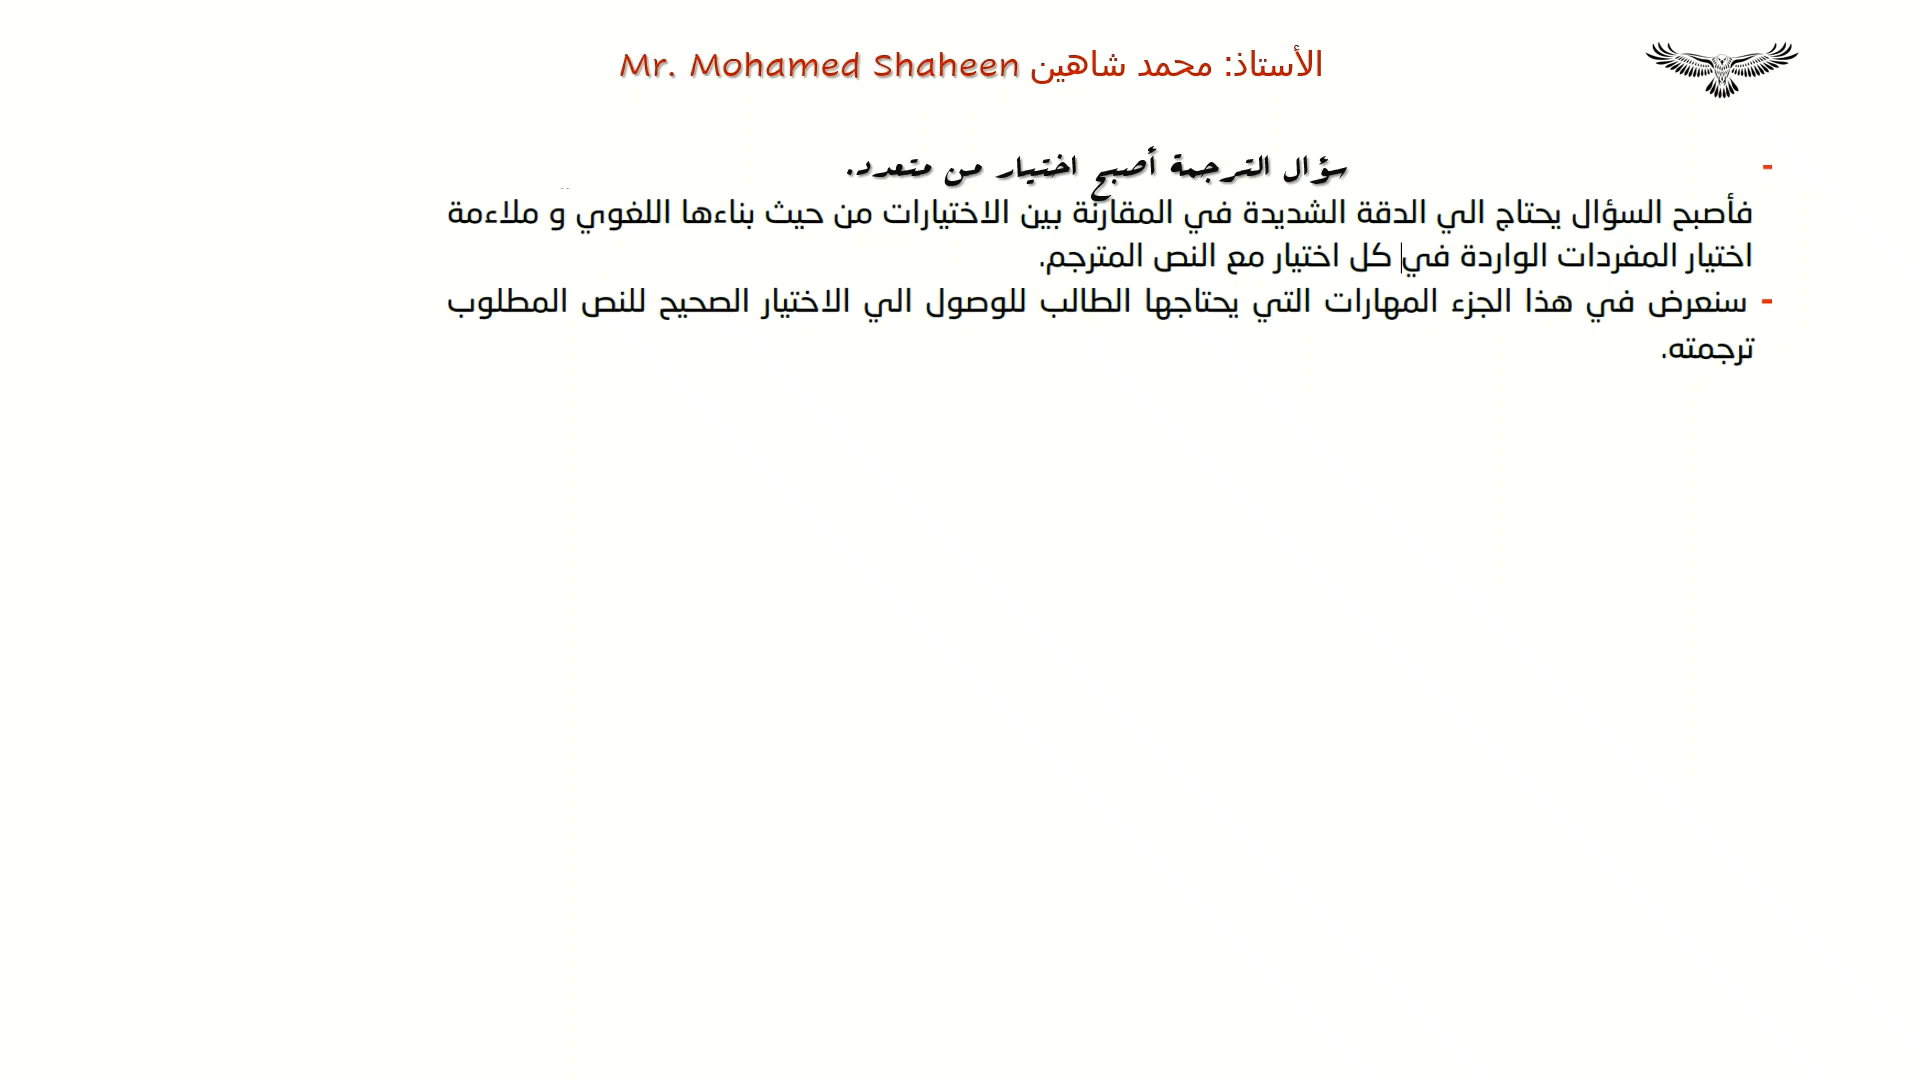 الأستاذ: محمد شاهين Mr. Mohamed Shaheen
- سؤال الترجمة أصبح اختيار من متعدد.
فأصبح السؤال يحتاج الي الدقة الشديدة في المقارنة بين الاختيارات من حيث بناءها اللغوي و ملاءمة
اختيار المفردات الواردة في كل اختيار مع النص المترجم.
- سنعرض في هذا الجزء المهارات التي يحتاجها الطالب للوصول الي الاختيار الصحيح للنص المطلوب
ترجمته.